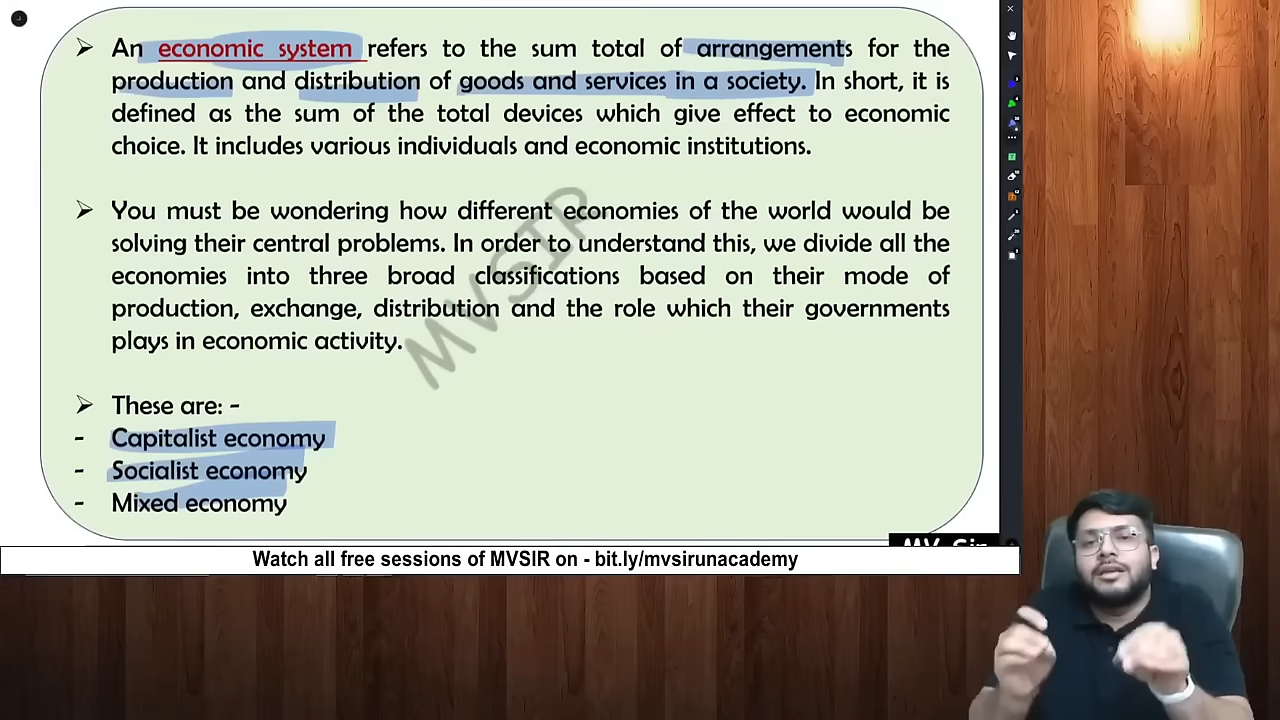 ➢ An economic system refers to the sum total of arrangements for the
production and distribution of goods and services in a society. In short, it is
defined as the sum of the total devices which give effect to economic
choice. It includes various individuals and economic institutions.
➢ You must be wondering how different economies of the world would be
solving their central problems. In order to understand this, we divide all the
economies into three broad classifications based on their mode of
production, exchange, distribution and the role which their governments
plays in economic activity.
MVSIR
➢ These are: -
- Capitalist economy
- Socialist economy
- Mixed economy
MV Sir
Watch all free sessions of MVSIR on - bit.ly/mvsirunacademy